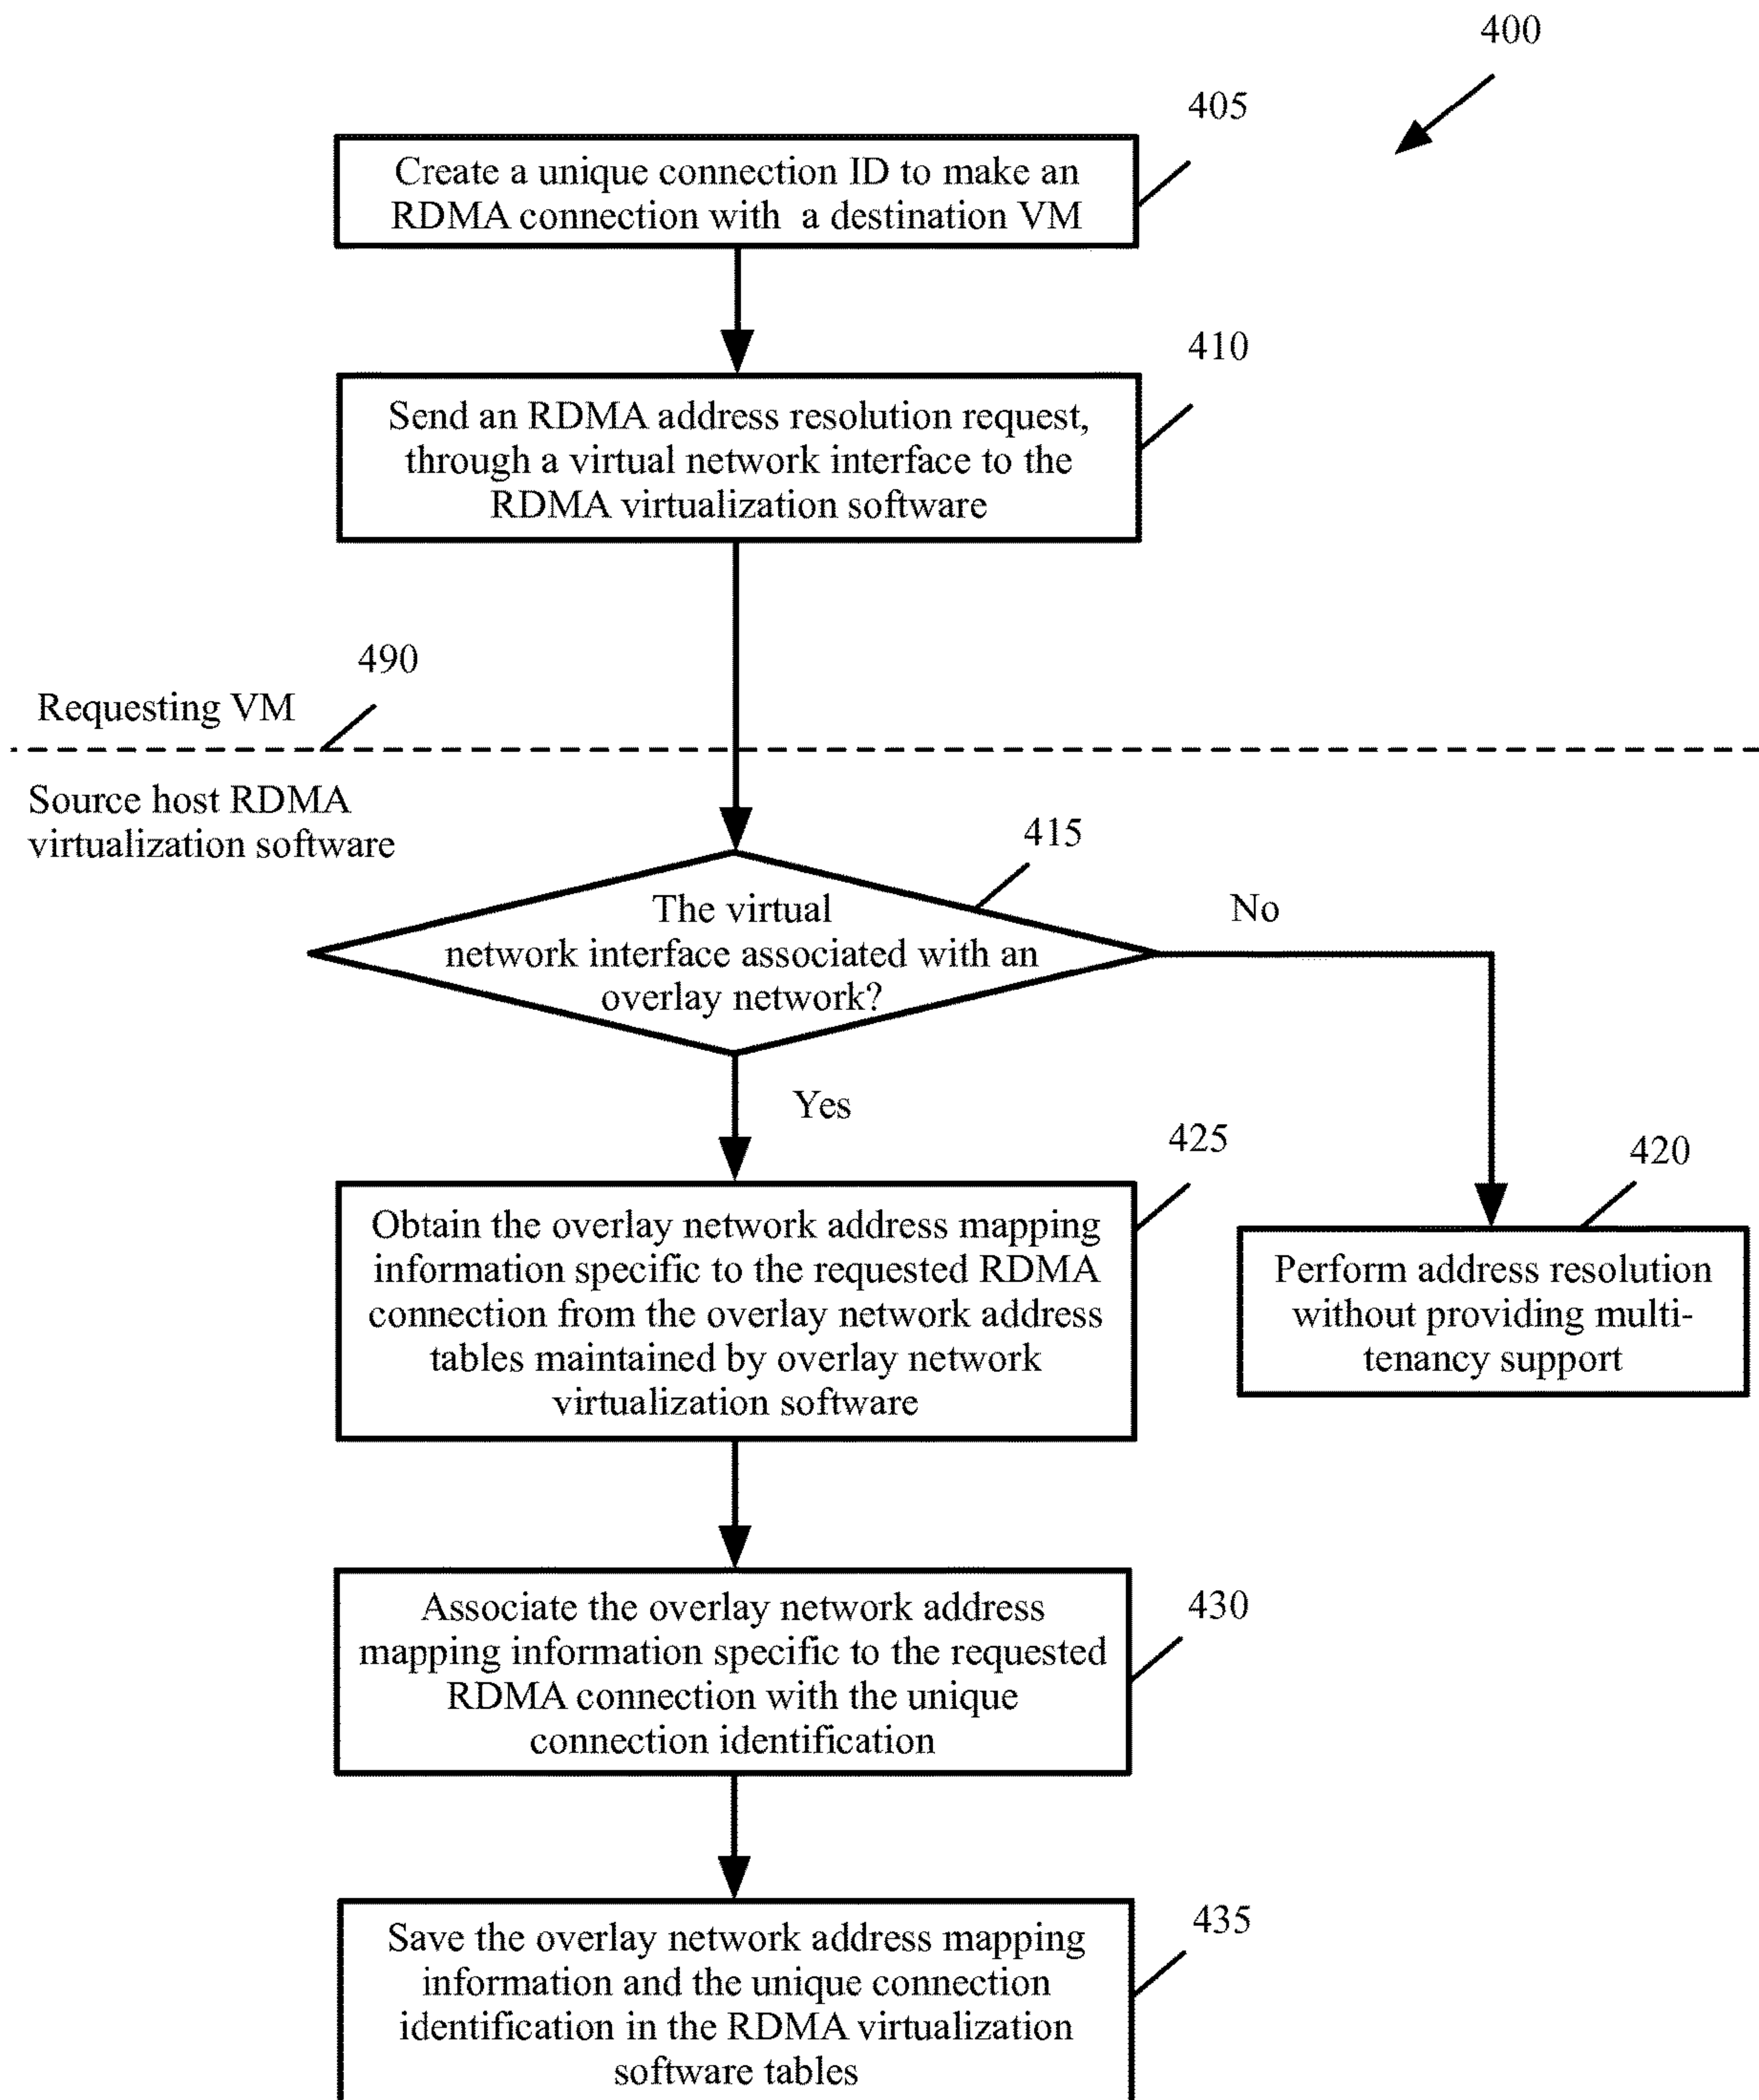 400
405
Create a unique connection ID to make an
RDMA connection with a destination VM
410
Send an RDMA address resolution request,
through a virtual network interface to the
RDMA virtualization software
490
Requesting VM
Source host RDMA
virtualization software
415
The virtual
network interface associated with an
overlay network?
No
Yes
425
Obtain the overlay network address mapping
information specific to the requested RDMA
connection from the overlay network address
tables maintained by overlay network
virtualization software
420
Perform address resolution
without providing multi-
tenancy support
430
Associate the overlay network address
mapping information specific to the requested
RDMA connection with the unique
connection identification
435
Save the overlay network address mapping
information and the unique connection
identification in the RDMA virtualization
software tables